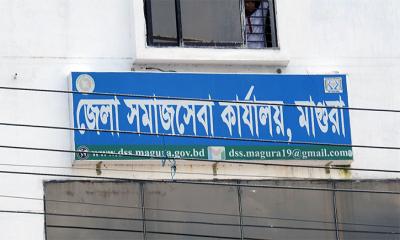 জেলা সমাজসেবা কার্যালয়, মাগুরা
www.dss.magura.gov.bd dss.magura19@gmail.com